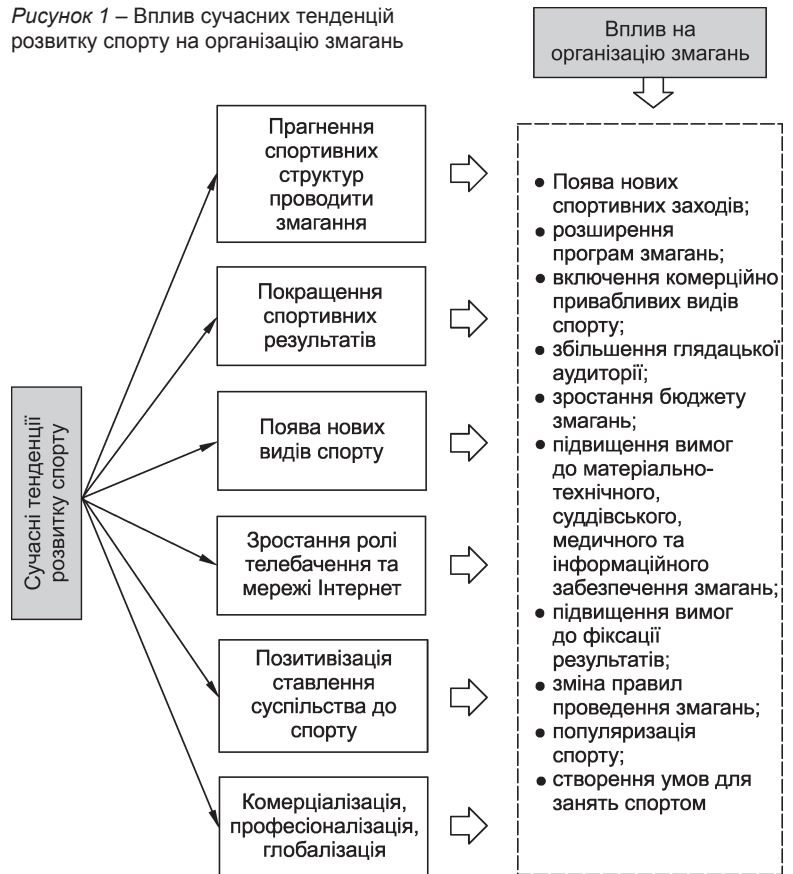 Рисунок 1 – Вплив сучасних тенденцій
розвитку спорту на організацію змагань
Вплив на
організацію змагань
Сучасні тенденції
розвитку спорту
Прагнення
спортивних
структур
проводити
змагання
Покращення
спортивних
результатів
Поява нових
видів спорту
Зростання ролі
телебачення та
мережі Інтернет
Позитивізація
ставлення
суспільства до
спорту
Комерціалізація,
професіоналізація,
глобалізація
● Поява нових
спортивних заходів;
● розширення
програм змагань;
● включення комерційно
привабливих видів
спорту;
● збільшення глядацької
аудиторії;
● зростання бюджету
змагань;
● підвищення вимог
до матеріально-
технічного,
суддівського,
медичного та
інформаційного
забезпечення змагань;
● підвищення вимог
до фіксації
результатів;
● зміна правил
проведення змагань;
● популяризація
спорту;
● створення умов для
занять спортом